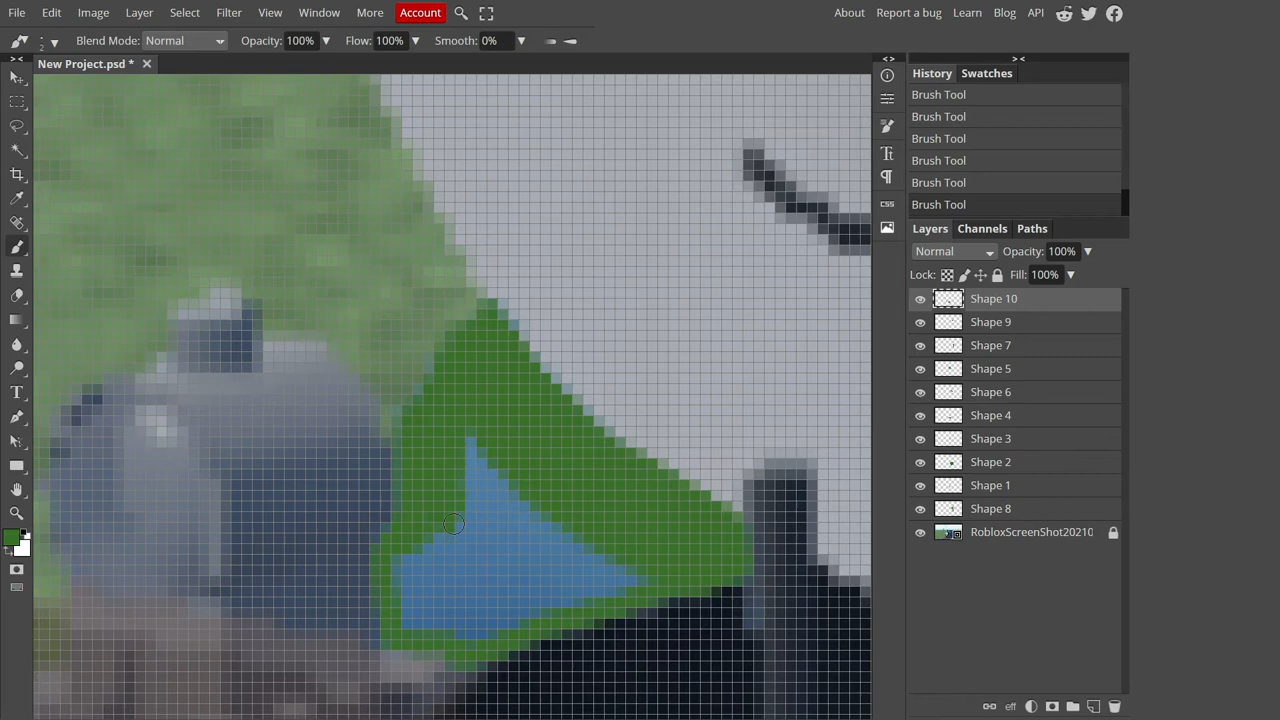 File Edit Image Layer Select Filter View Window More Account About Report a bug Learn Blog API
2 Blend Mode: Normal Opacity: 100% Flow: 100% Smooth: 0%
New Project.psd *
History Swatches
Brush Tool
Brush Tool
Brush Tool
Brush Tool
Brush Tool
Brush Tool
CSS
Layers Channels Paths
Normal Opacity: 100%
Lock: Fill: 100%
Shape 10
Shape 9
Shape 7
Shape 5
Shape 6
Shape 4
Shape 3
Shape 2
Shape 1
Shape 8
RobloxScreenShot20210
eff